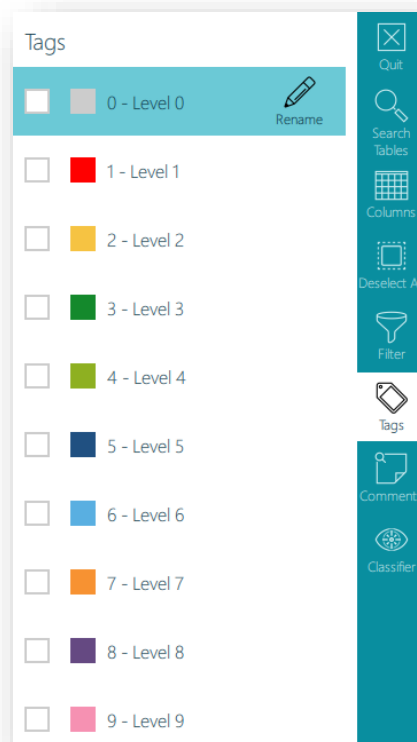 Tags
0 - Level 0
Rename
1 - Level 1
2 - Level 2
3 - Level 3
4 - Level 4
5 - Level 5
6 - Level 6
7 - Level 7
8 - Level 8
9 - Level 9
Quit
Search
Tables
Columns
Deselect A
Filter
Tags
Comment
Classifier